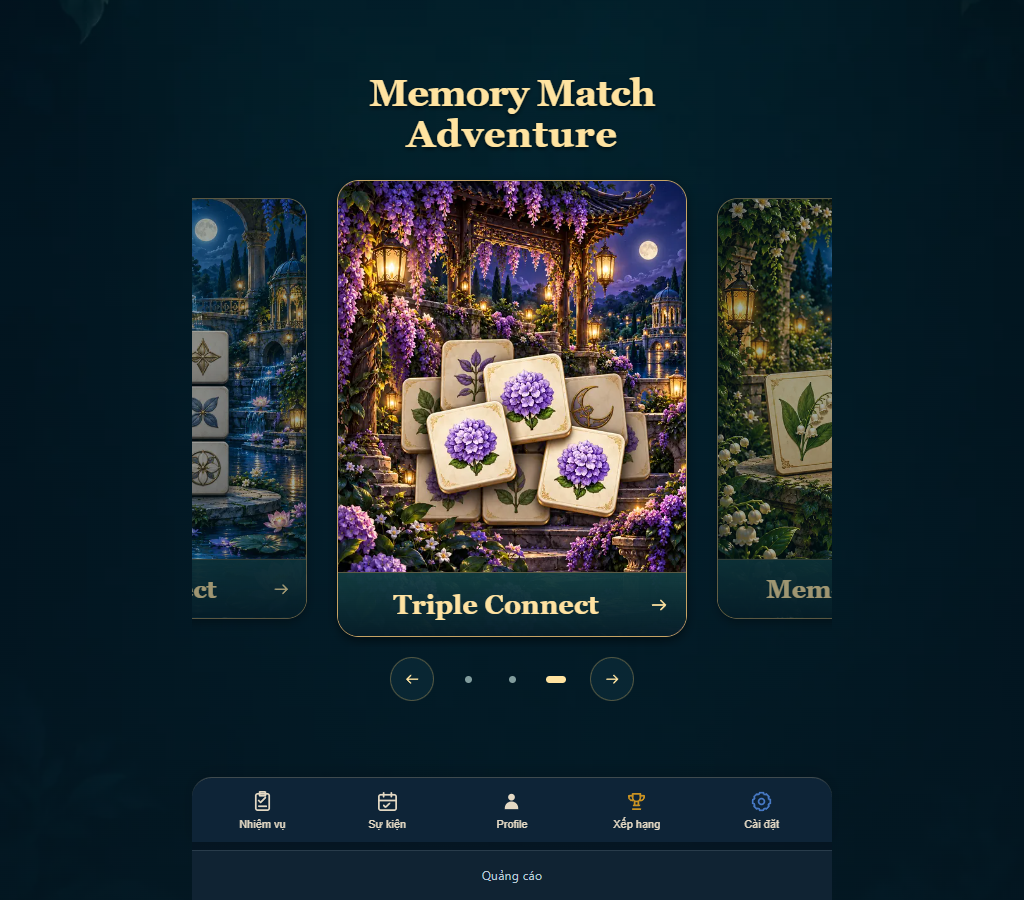 Memory Match
Adventure
ect
Triple Connect
Mem
Nhiệm vụ
Sự kiện
Profile
Xếp hạng
Cài đặt
Quảng cáo